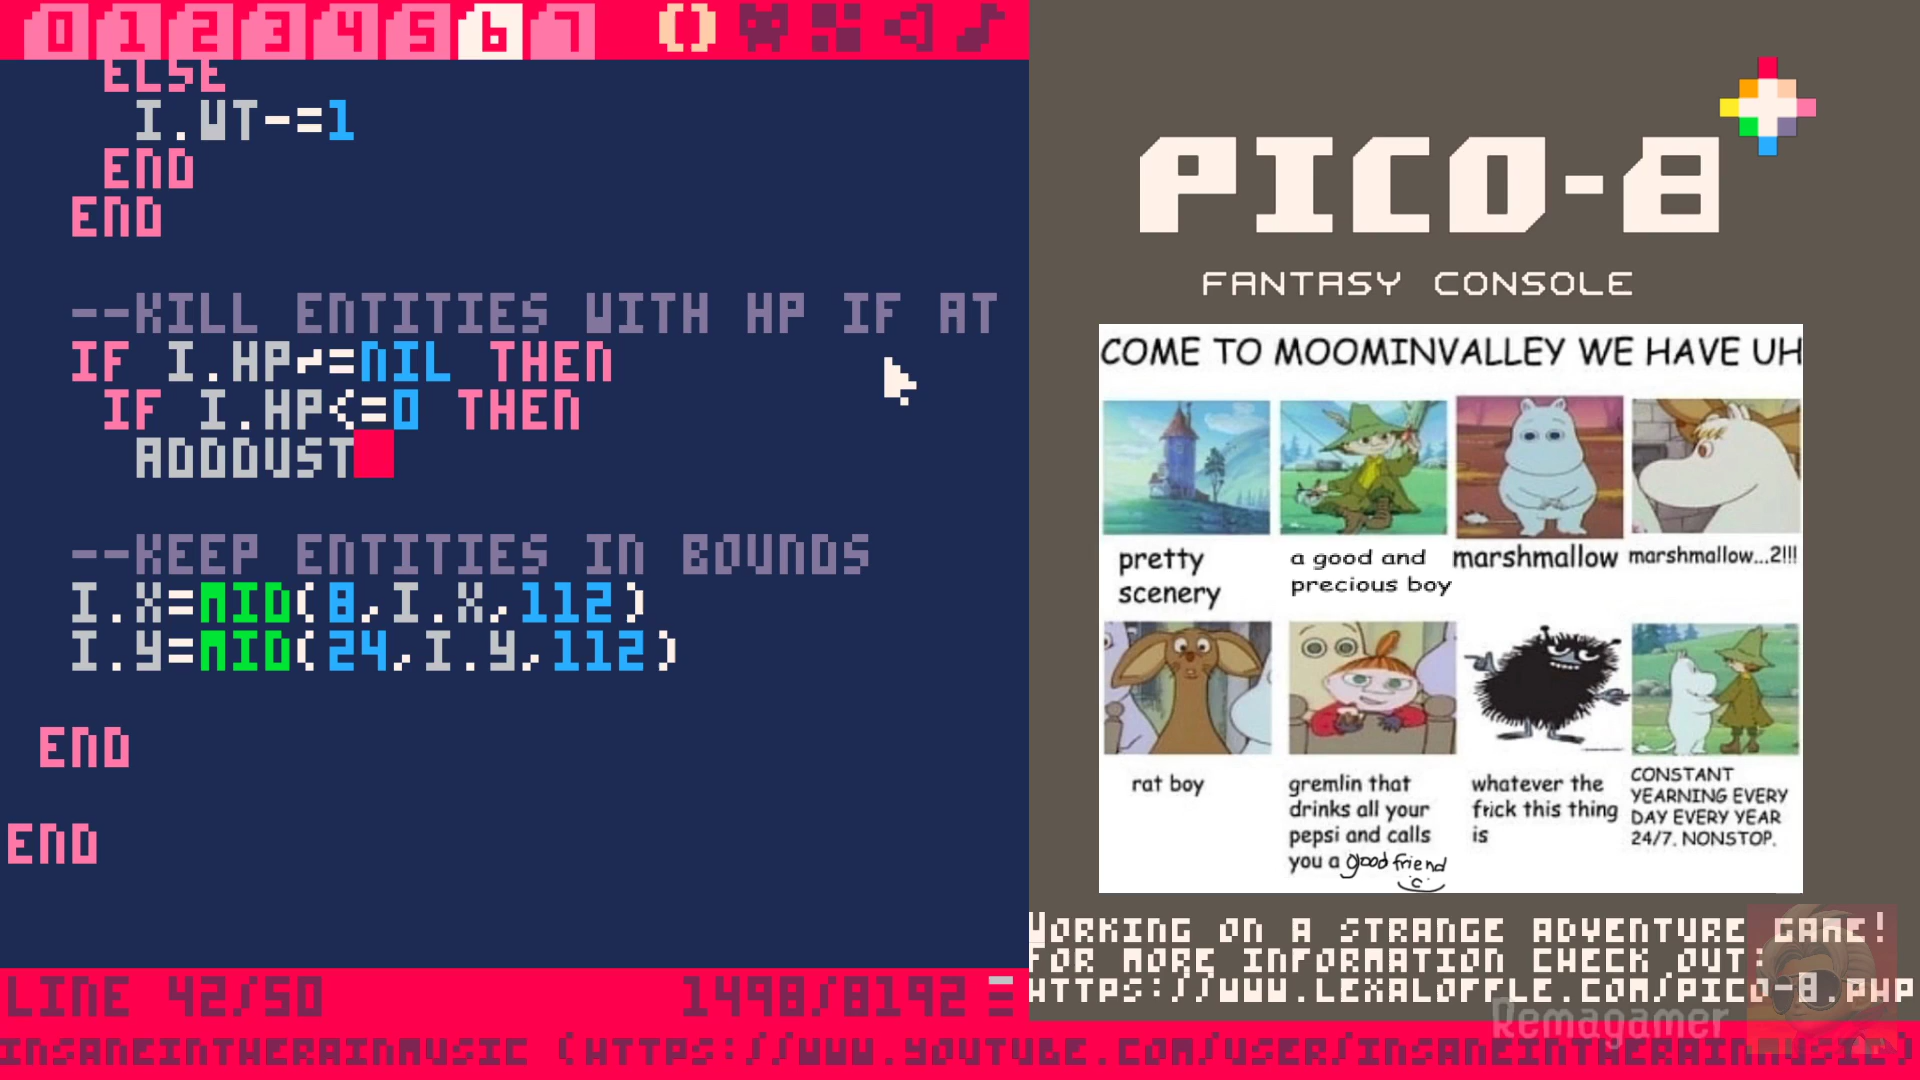 0 1 2 3 4 5 6 7
ELSE
I.WT-=1
END
END
--KILL ENTITIES WITH HP IF AT
IF I.HP~=NIL THEN
IF I.HP<=0 THEN
ADDDUST
--KEEP ENTITIES IN BOUNDS
I.X=MID(8,I.X,112)
I.Y=MID(24,I.Y,112)
END
END
LINE 42/50 1498/8192
INSANEINTHERAINMUSIC (HTTPS://WWW.YOUTUBE.COM/USER/INSANEINTHERAINMUSIC)
PICO-8
FANTASY CONSOLE
COME TO MOOMINVALLEY WE HAVE UH
pretty
scenery
a good and
precious boy
marshmallow
marshmallow...2!!!
rat boy
gremlin that
drinks all your
pepsi and calls
you a good friend
whatever the
frick this thing
is
CONSTANT
YEARNING EVERY
DAY EVERY YEAR
24/7. NONSTOP.
WORKING ON A STRANGE ADVENTURE GAME!
FOR MORE INFORMATION CHECK OUT:
HTTPS://WWW.LEXALOFFLE.COM/PICO-8.PHP
Remagamer